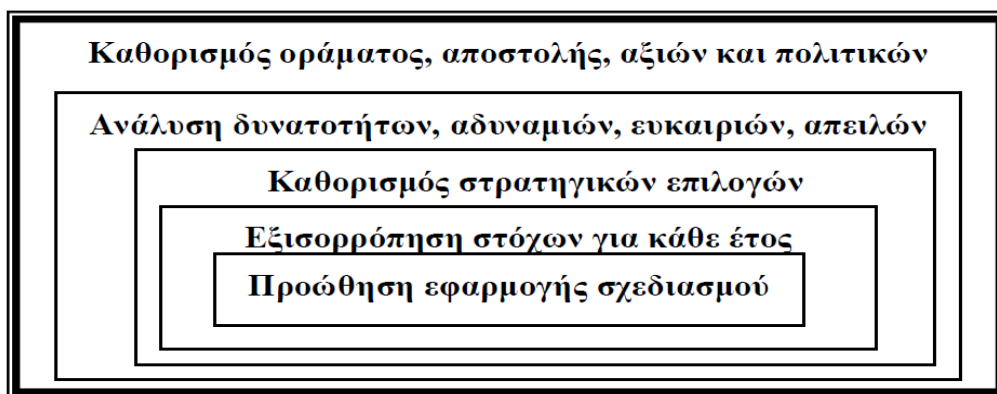 Καθορισμός οράματος, αποστολής, αξιών και πολιτικών
Ανάλυση δυνατοτήτων, αδυναμιών, ευκαιριών, απειλών
Καθορισμός στρατηγικών επιλογών
Εξισορρόπηση στόχων για κάθε έτος
Προώθηση εφαρμογής σχεδιασμού